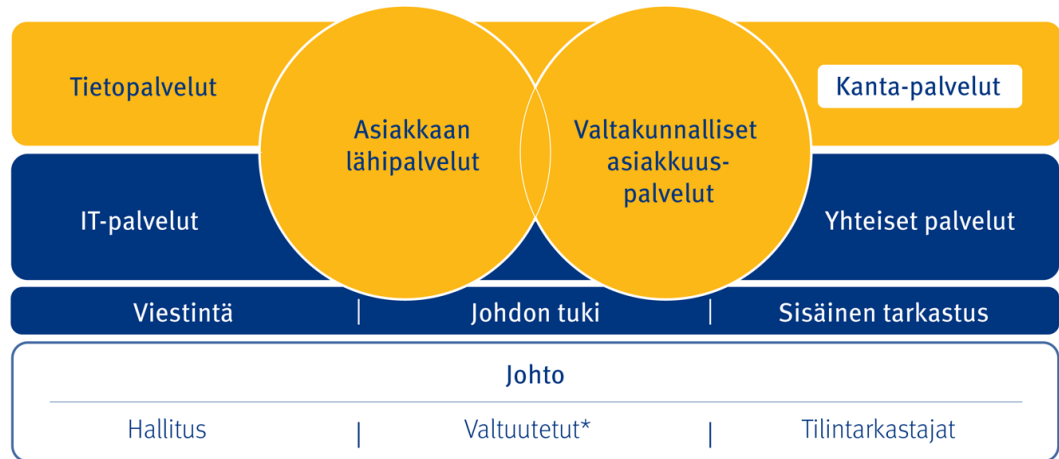 Tietopalvelut
Asiakkaan
lähipalvelut
Valtakunnalliset
asiakkuus-
palvelut
Kanta-palvelut
IT-palvelut
Yhteiset palvelut
Viestintä | Johdon tuki | Sisäinen tarkastus
Johto
Hallitus | Valtuutetut* | Tilintarkastajat